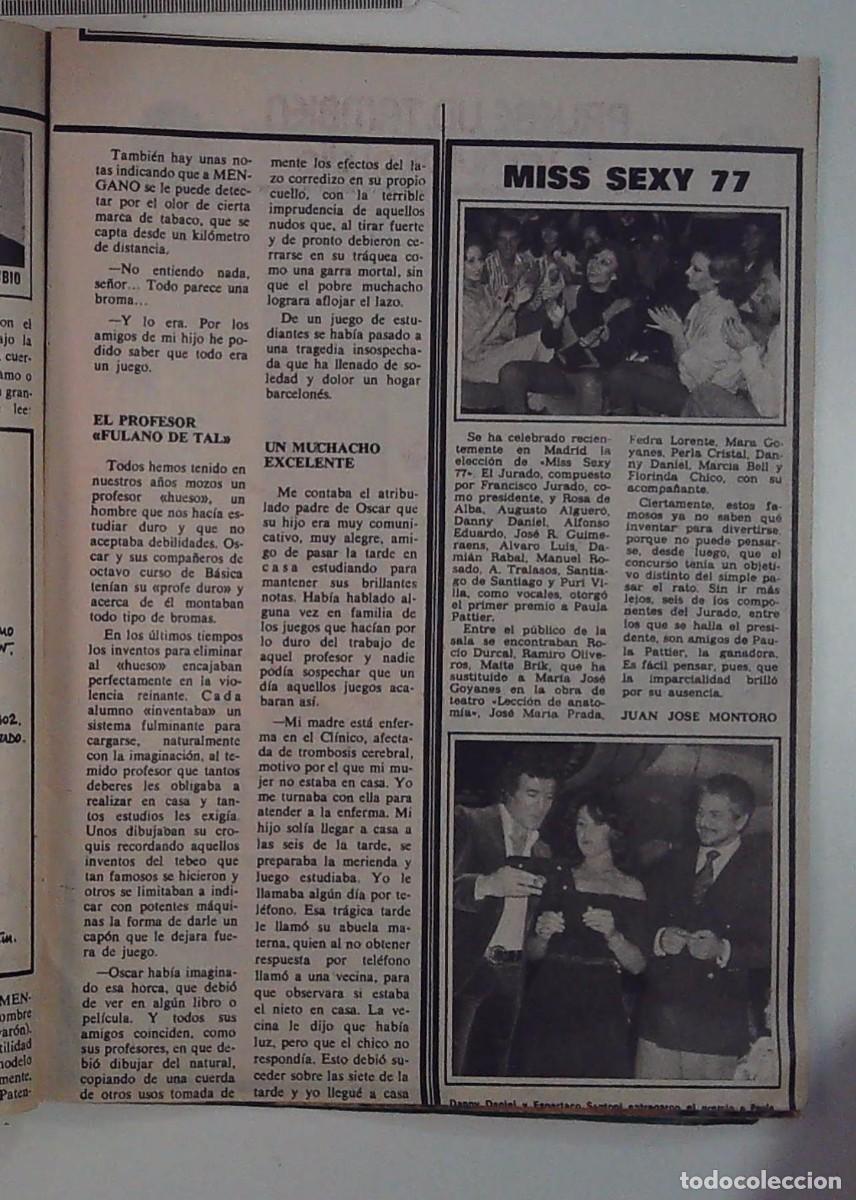 También hay unas no-
tas indicando que a MEN-
GANO se le puede detec-
tar por el olor de cierta
marca de tabaco, que se
capta desde un kilómetro
de distancia.
—No entiendo nada,
señor... Todo parece una
broma...
—Y lo era. Por los
amigos de mi hijo he po-
dido saber que todo era
un juego.
EL PROFESOR
«FULANO DE TAL»
Todos hemos tenido en
nuestros años mozos un
profesor «hueso», un
hombre que nos hacía es-
tudiar duro y que no
aceptaba debilidades. Os-
car y sus compañeros de
octavo curso de Básica
tenían su «profe duro» y
acerca de él montaban
todo tipo de bromas.
En los últimos tiempos
los inventos para eliminar
al «hueso» encajaban
perfectamente en la vio-
lencia reinante. Cada
alumno «inventaba» un
sistema fulminante para
cargarse, naturalmente
con la imaginación, al te-
mido profesor que tantos
deberes les obligaba a
realizar en casa y tan-
tos estudios les exigía.
Unos dibujaban su cro-
quis recordando aquellos
inventos del tebeo que
tan famosos se hicieron y
otros se limitaban a indi-
car con potentes máqui-
nas la forma de darle un
capón que le dejara fue-
ra de juego.
—Oscar había imagina-
do esa horca, que debió
de ver en algún libro o
película. Y todos sus
amigos coinciden, como
sus profesores, en que de-
bió dibujar del natural,
copiando de una cuerda
de otros usos tomada de
mente los efectos del la-
zo corredizo en su propio
cuello, con la terrible
imprudencia de aquellos
nudos que, al tirar fuerte
y de pronto debieron ce-
rrarse en su tráquea co-
mo una garra mortal, sin
que el pobre muchacho
lograra aflojar el lazo.
De un juego de estu-
diantes se había pasado a
una tragedia insospecha-
da que ha llenado de so-
ledad y dolor un hogar
barcelonés.
UN MUCHACHO
EXCELENTE
Me contaba el atribu-
lado padre de Oscar que
su hijo era muy comuni-
cativo, muy alegre, ami-
go de pasar la tarde en
casa estudiando para
mantener sus brillantes
notas. Había hablado al-
guna vez en familia de
los juegos que hacían por
lo duro del trabajo de
aquel profesor y nadie
podía sospechar que un
día aquellos juegos aca-
baran así.
—Mi madre está enfer-
ma en el Clínico, afecta-
da de trombosis cerebral,
motivo por el que mi mu-
jer no estaba en casa. Yo
me turnaba con ella para
atender a la enferma. Mi
hijo solía llegar a casa a
las seis de la tarde, se
preparaba la merienda y
luego estudiaba. Yo le
llamaba algún día por te-
léfono. Esa trágica tarde
le llamó su abuela ma-
terna, quien al no obtener
respuesta por teléfono
llamó a una vecina, para
que observara si estaba
el nieto en casa. La ve-
cina le dijo que había
luz, pero que el chico no
respondía. Esto debió su-
ceder sobre las siete de la
tarde y yo llegué a casa
MISS SEXY 77
Se ha celebrado recien-
temente en Madrid la
elección de «Miss Sexy
77». El Jurado, compuesto
por Francisco Jurado, co-
mo presidente, y Rosa de
Alba, Augusto Algueró,
Danny Daniel, Alfonso
Eduardo, José R. Guime-
raens, Alvaro Luis, Da-
mián Rabal, Manuel Ro-
sado, A. Tralasos, Santia-
go de Santiago y Puri Vi-
lla, como vocales, otorgó
el primer premio a Paula
Pattier.
Entre el público de la
sala se encontraban Ro-
cío Durcal, Ramiro Olive-
ros, Maite Brik, que ha
sustituido a María José
Goyanes en la obra de
teatro «Lección de anato-
mía», José María Prada,
Fedra Lorente, Mara Go-
yanes, Perla Cristal, Dan-
ny Daniel, Marcia Bell y
Florinda Chico, con su
acompañante.
Ciertamente, estos fa-
mosos ya no saben qué
inventar para divertirse,
porque no puede pensar-
se, desde luego, que el
concurso tenía un objeti-
vo distinto del simple pa-
sar el rato. Sin ir más
lejos, seis de los compo-
nentes del Jurado, entre
los que se halla el presi-
dente, son amigos de Pau-
la Pattier, la ganadora.
Es fácil pensar, pues, que
la imparcialidad brilló
por su ausencia.
JUAN JOSE MONTORO
Danny Daniel y Espartaco Santoni entregaron el premio a Paula
UBIO
on el
ajo la
cuer-
amo o
gran-
lee:
MO
N.
402.
TADO.
MEN-
ombre
varón).
tilidad
modelo
mente.
Paten-
todocoleccion